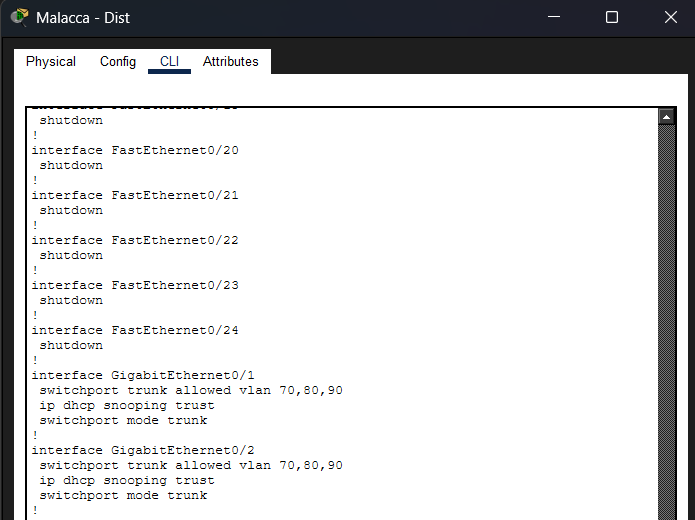 Malacca - Dist
Physical Config CLI Attributes
shutdown
!
interface FastEthernet0/20
shutdown
!
interface FastEthernet0/21
shutdown
!
interface FastEthernet0/22
shutdown
!
interface FastEthernet0/23
shutdown
!
interface FastEthernet0/24
shutdown
!
interface GigabitEthernet0/1
switchport trunk allowed vlan 70,80,90
ip dhcp snooping trust
switchport mode trunk
!
interface GigabitEthernet0/2
switchport trunk allowed vlan 70,80,90
ip dhcp snooping trust
switchport mode trunk
!